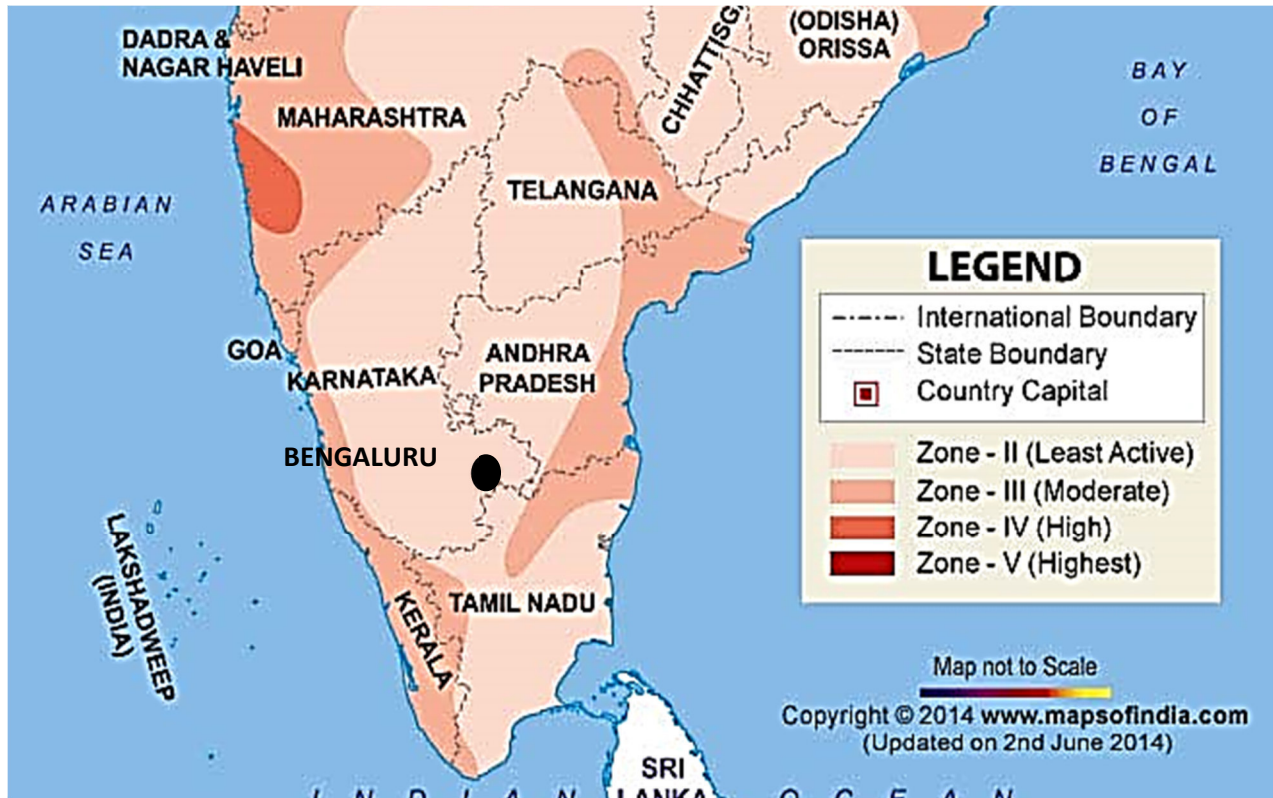 DADRA &
NAGAR HAVELI
MAHARASHTRA
CHHATTISG
(ODISHA)
ORISSA
BAY
OF
BENGAL
ARABIAN
SEA
TELANGANA
GOA
KARNATAKA
ANDHRA
PRADESH
BENGALURU
LAKSHADWEEP
(INDIA)
KERALA
TAMIL NADU
SRI
LANKA
INDIAN OCEAN
LEGEND
International Boundary
State Boundary
Country Capital
Zone - II (Least Active)
Zone - III (Moderate)
Zone - IV (High)
Zone - V (Highest)
Map not to Scale
Copyright © 2014 www.mapsofindia.com
(Updated on 2nd June 2014)